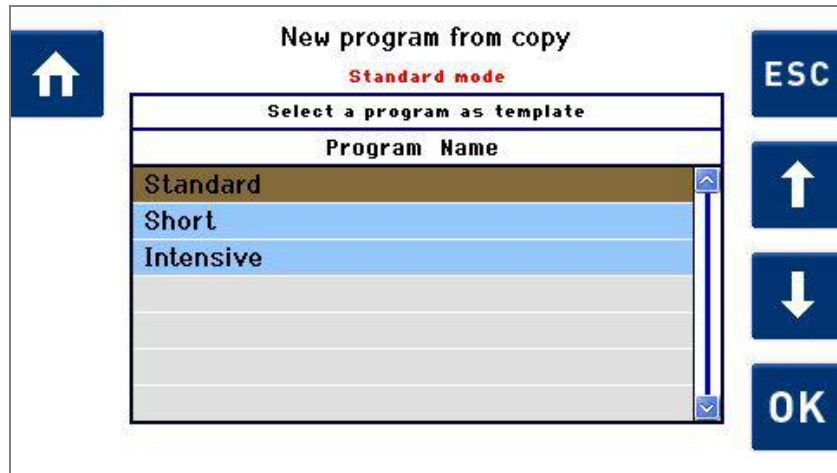 New program from copy
Standard mode
ESC
Select a program as template
Program Name
Standard
Short
Intensive
OK